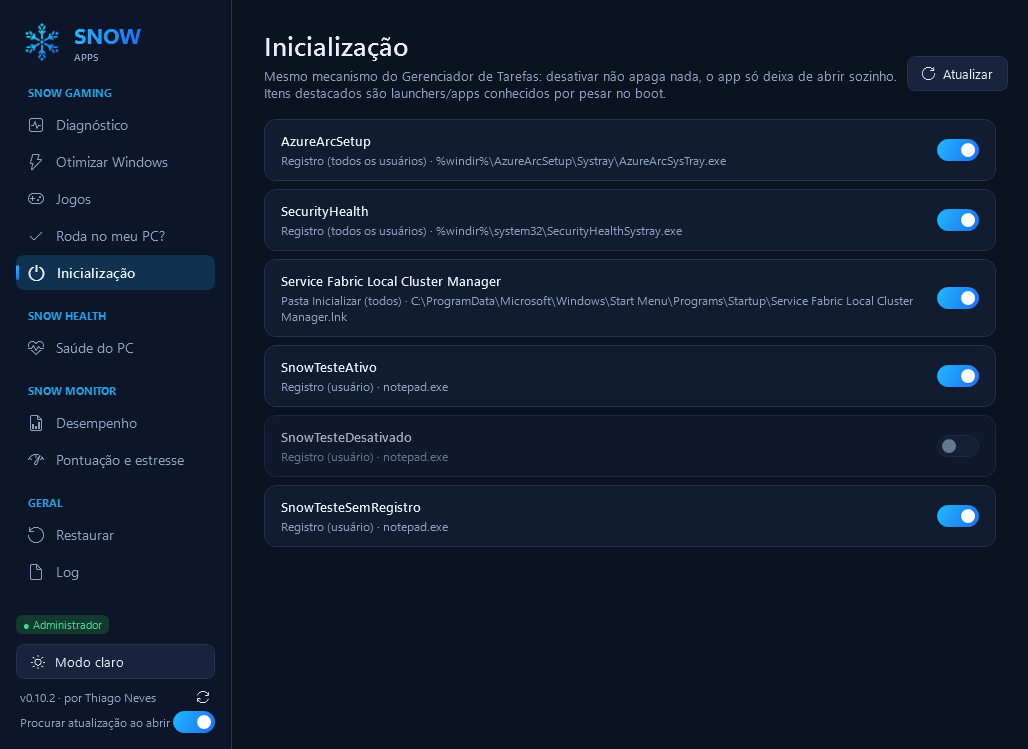 SNOW
APPS
SNOW GAMING
Diagnóstico
Otimizar Windows
Jogos
Roda no meu PC?
Inicialização
SNOW HEALTH
Saúde do PC
SNOW MONITOR
Desempenho
Pontuação e estresse
GERAL
Restaurar
Log
Administrador
Modo claro
v0.10.2 · por Thiago Neves
Procurar atualização ao abrir
Inicialização
Mesmo mecanismo do Gerenciador de Tarefas: desativar não apaga nada, o app só deixa de abrir sozinho.
Itens destacados são launchers/apps conhecidos por pesar no boot.
Atualizar
AzureArcSetup
Registro (todos os usuários) · %windir%\AzureArcSetup\Systray\AzureArcSysTray.exe
SecurityHealth
Registro (todos os usuários) · %windir%\system32\SecurityHealthSystray.exe
Service Fabric Local Cluster Manager
Pasta Inicializar (todos) · C:\ProgramData\Microsoft\Windows\Start Menu\Programs\Startup\Service Fabric Local Cluster
Manager.lnk
SnowTesteAtivo
Registro (usuário) · notepad.exe
SnowTesteDesativado
Registro (usuário) · notepad.exe
SnowTesteSemRegistro
Registro (usuário) · notepad.exe